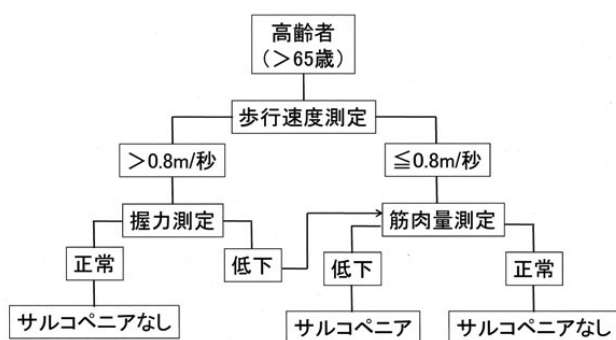 高齢者
(＞65歳)
歩行速度測定
＞0.8m/秒
≦0.8m/秒
握力測定
筋肉量測定
正常
低下
低下
正常
サルコペニアなし
サルコペニア
サルコペニアなし